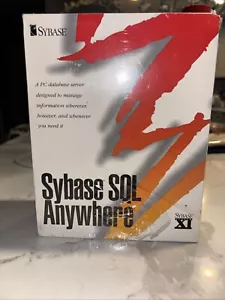 SYBASE
A PC database server
designed to manage
information wherever,
however, and whenever
you need it
Sybase SQL
Anywhere
SYBASE
XI